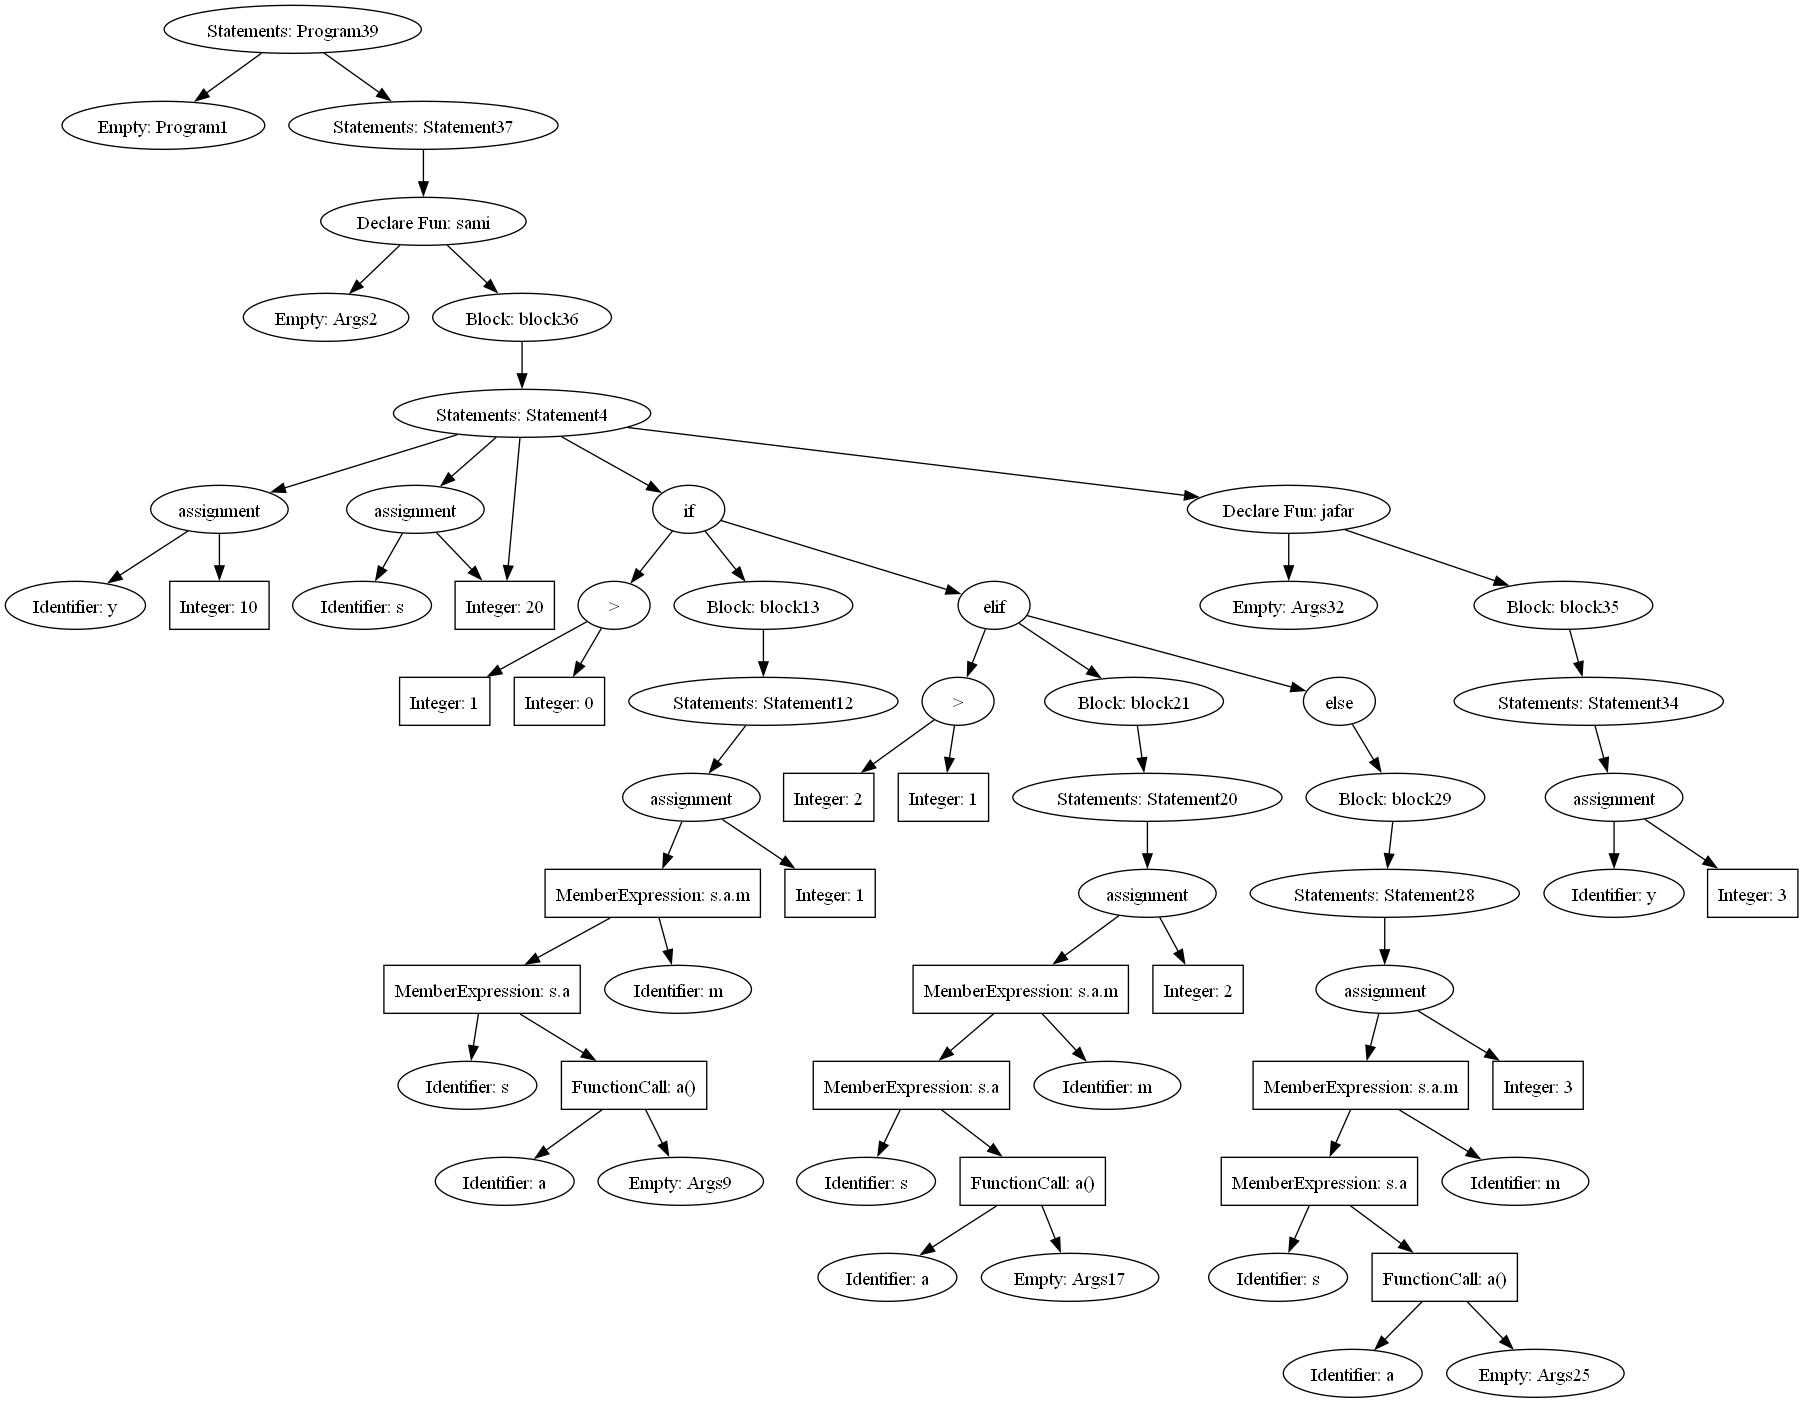 Statements: Program39
Empty: Program1
Statements: Statement37
Declare Fun: sami
Empty: Args2
Block: block36
Statements: Statement4
assignment
assignment
if
Declare Fun: jafar
Identifier: y
Integer: 10
Identifier: s
Integer: 20
>
Block: block13
elif
Empty: Args32
Block: block35
Integer: 1
Integer: 0
Statements: Statement12
>
Block: block21
else
Statements: Statement34
assignment
Integer: 2
Integer: 1
Statements: Statement20
Block: block29
assignment
MemberExpression: s.a.m
Integer: 1
assignment
Statements: Statement28
Identifier: y
Integer: 3
MemberExpression: s.a
Identifier: m
MemberExpression: s.a.m
Integer: 2
assignment
Identifier: s
FunctionCall: a()
MemberExpression: s.a
Identifier: m
MemberExpression: s.a.m
Integer: 3
Identifier: a
Empty: Args9
Identifier: s
FunctionCall: a()
MemberExpression: s.a
Identifier: m
Identifier: a
Empty: Args17
Identifier: s
FunctionCall: a()
Identifier: a
Empty: Args25